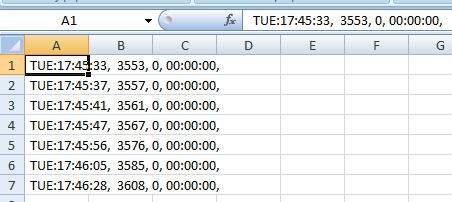 A1 fx TUE:17:45:33,  3553, 0, 00:00:00,
A B C D E F G
1 TUE:17:45:33,  3553, 0, 00:00:00,
2 TUE:17:45:37,  3557, 0, 00:00:00,
3 TUE:17:45:41,  3561, 0, 00:00:00,
4 TUE:17:45:47,  3567, 0, 00:00:00,
5 TUE:17:45:56,  3576, 0, 00:00:00,
6 TUE:17:46:05,  3585, 0, 00:00:00,
7 TUE:17:46:28,  3608, 0, 00:00:00,